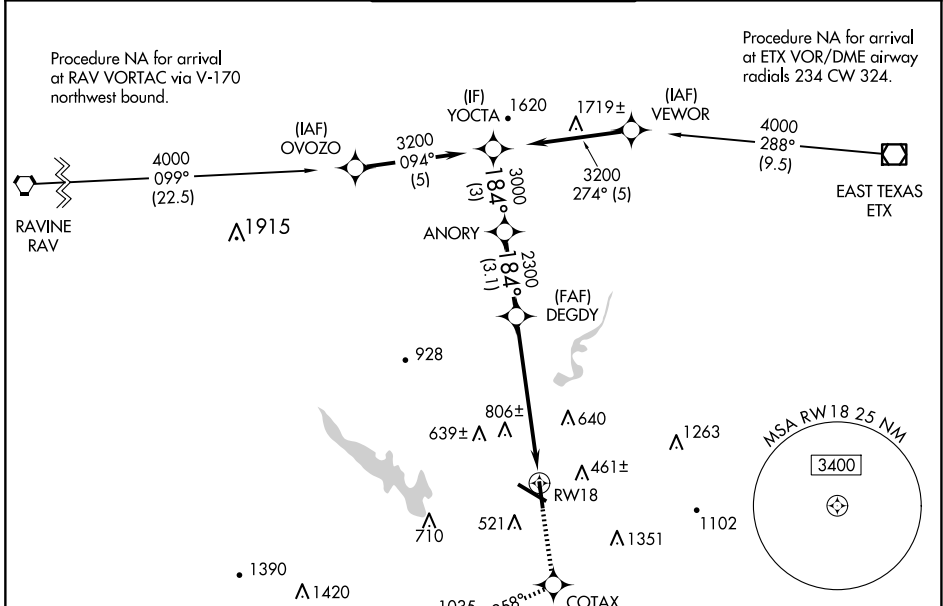 Procedure NA for arrival
at RAV VORTAC via V-170
northwest bound.
Procedure NA for arrival
at ETX VOR/DME airway
radials 234 CW 324.
(IF)
YOCTA
1620
1719±
(IAF)
VEWOR
(IAF)
OVOZO
3200
094°
(5)
4000
288°
(9.5)
4000
099°
(22.5)
3200
274° (5)
EAST TEXAS
ETX
RAVINE
RAV
3000
184°
(3)
1915
ANORY
2300
184°
(3.1)
(FAF)
DEGDY
928
806±
640
639±
1263
MSA RW18 25 NM
3400
461±
RW18
710
521
1102
1351
1390
1420
COTAX